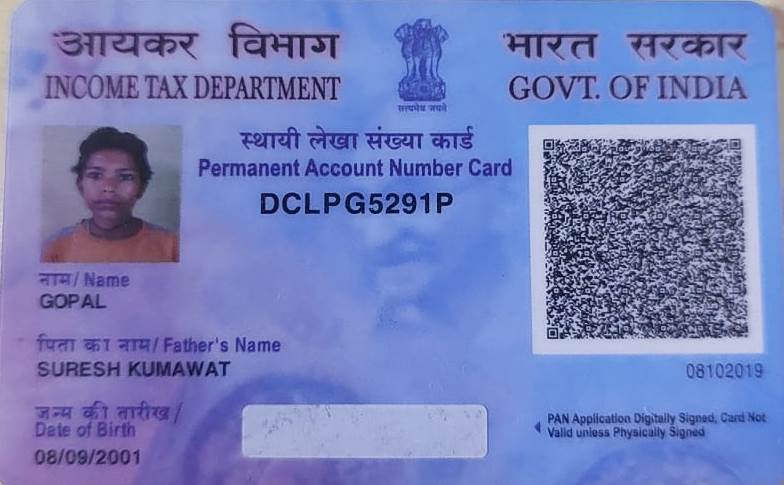 आयकर विभाग
INCOME TAX DEPARTMENT
सत्यमेव जयते
भारत सरकार
GOVT. OF INDIA
स्थायी लेखा संख्या कार्ड
Permanent Account Number Card
DCLPG5291P
नाम / Name
GOPAL
पिता का नाम / Father's Name
SURESH KUMAWAT
08102019
जन्म की तारीख /
Date of Birth
08/09/2001
PAN Application Digitally Signed, Card Not
Valid unless Physically Signed